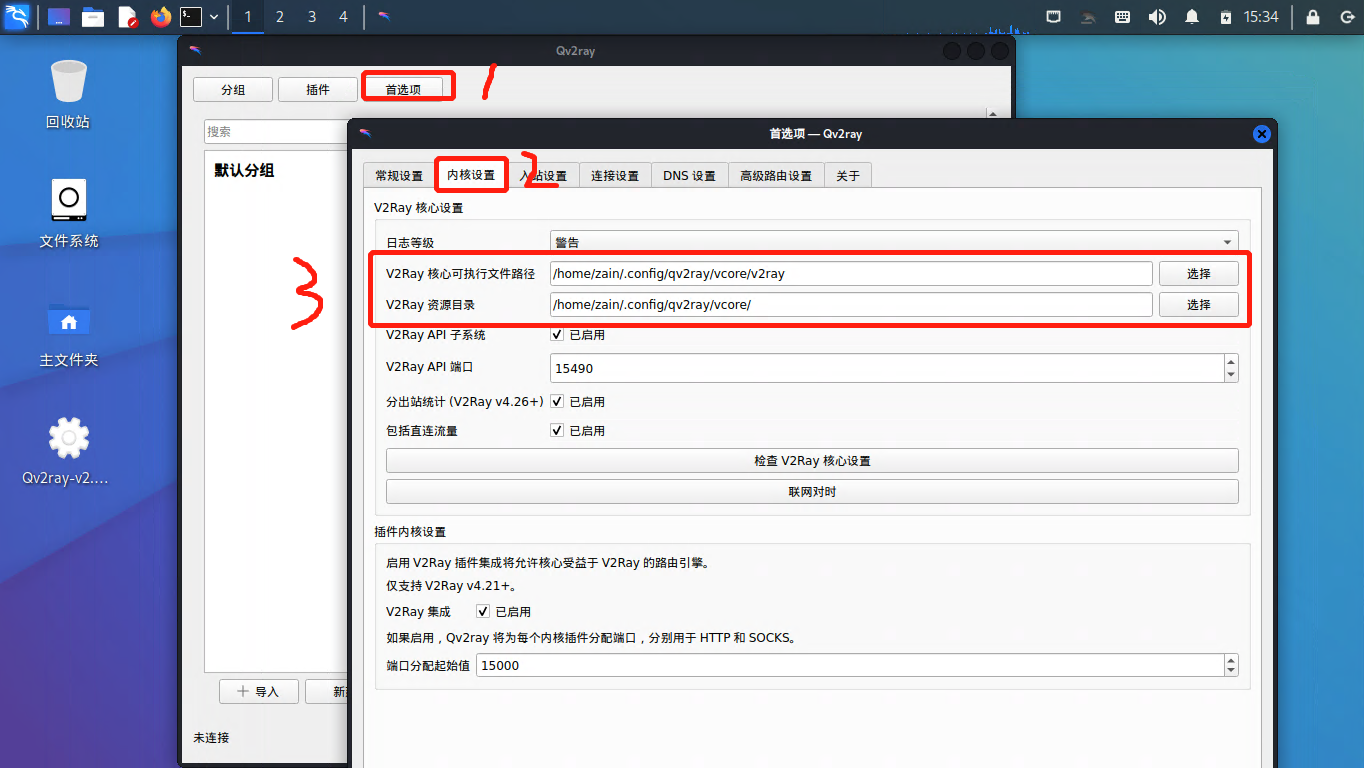 1 2 3 4 15:34
Qv2ray
分组 插件 首选项 1
回收站
搜索
首选项 — Qv2ray
默认分组
常规设置 内核设置 入站设置 连接设置 DNS 设置 高级路由设置 关于
2
V2Ray 核心设置
文件系统
日志等级 警告
3
V2Ray 核心可执行文件路径 /home/zain/.config/qv2ray/vcore/v2ray 选择
V2Ray 资源目录 /home/zain/.config/qv2ray/vcore/ 选择
V2Ray API 子系统 已启用
主文件夹
V2Ray API 端口 15490
分出站统计 (V2Ray v4.26+) 已启用
包括直连流量 已启用
检查 V2Ray 核心设置
Qv2ray-v2....
联网对时
插件内核设置
启用 V2Ray 插件集成将允许核心受益于 V2Ray 的路由引擎。
仅支持 V2Ray v4.21+。
V2Ray 集成 已启用
如果启用，Qv2ray 将为每个内核插件分配端口，分别用于 HTTP 和 SOCKS。
端口分配起始值 15000
导入
未连接